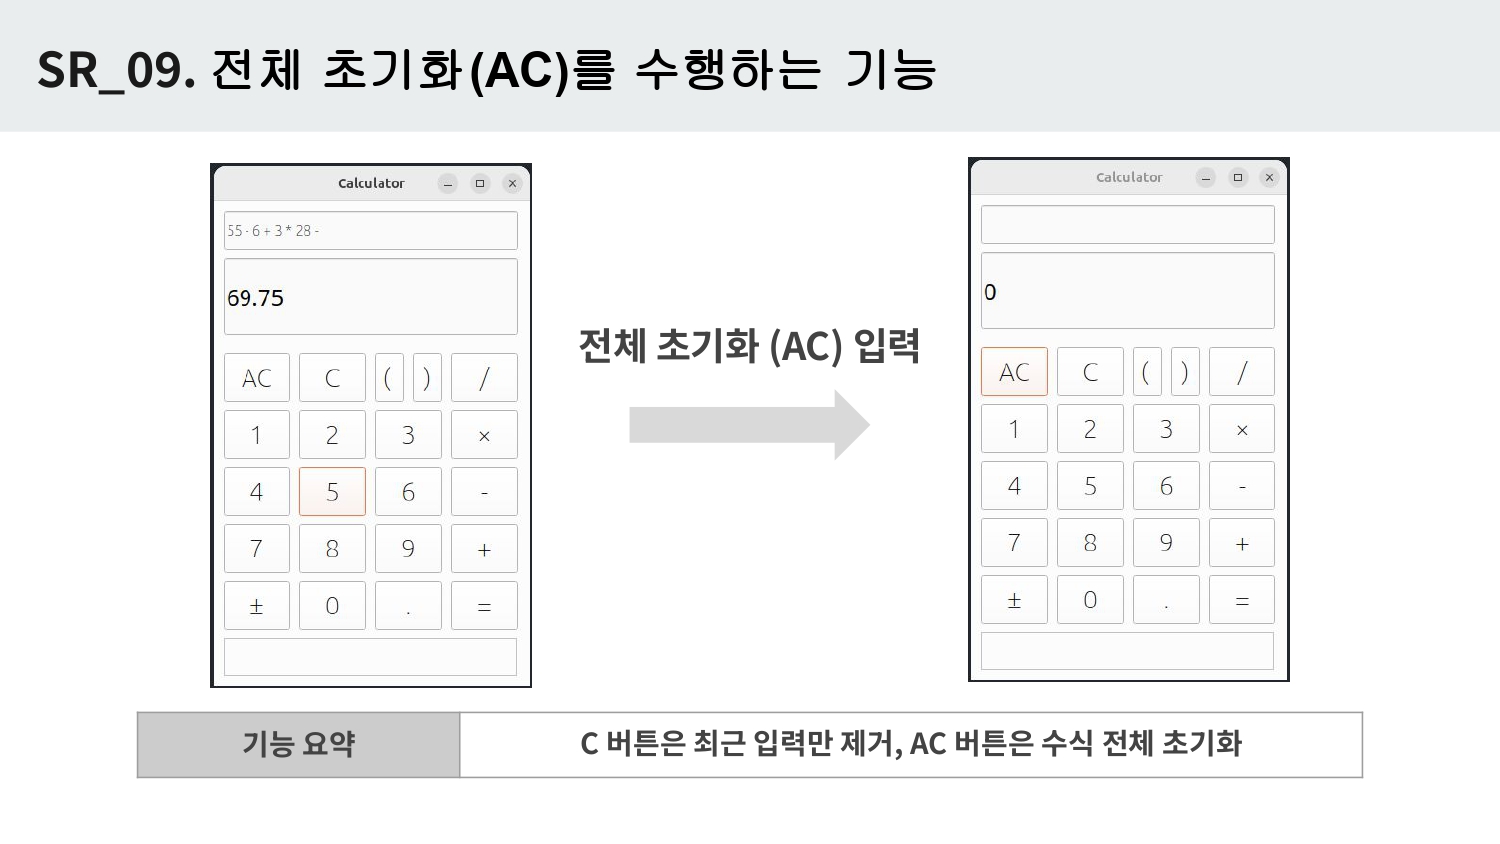 SR_09. 전체 초기화(AC)를 수행하는 기능
Calculator
55 - 6 + 3 * 28 -
69.75
AC C ( ) /
1 2 3 ×
4 5 6 -
7 8 9 +
± 0 . =
전체 초기화 (AC) 입력
Calculator
0
AC C ( ) /
1 2 3 ×
4 5 6 -
7 8 9 +
± 0 . =
기능 요약
C 버튼은 최근 입력만 제거, AC 버튼은 수식 전체 초기화